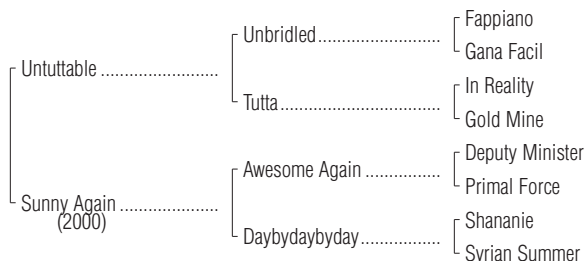 Fappiano
Unbridled
Gana Facil
Untuttable
In Reality
Tutta
Gold Mine
Deputy Minister
Awesome Again
Primal Force
Sunny Again
(2000)
Shananie
Daybydaybyday
Syrian Summer